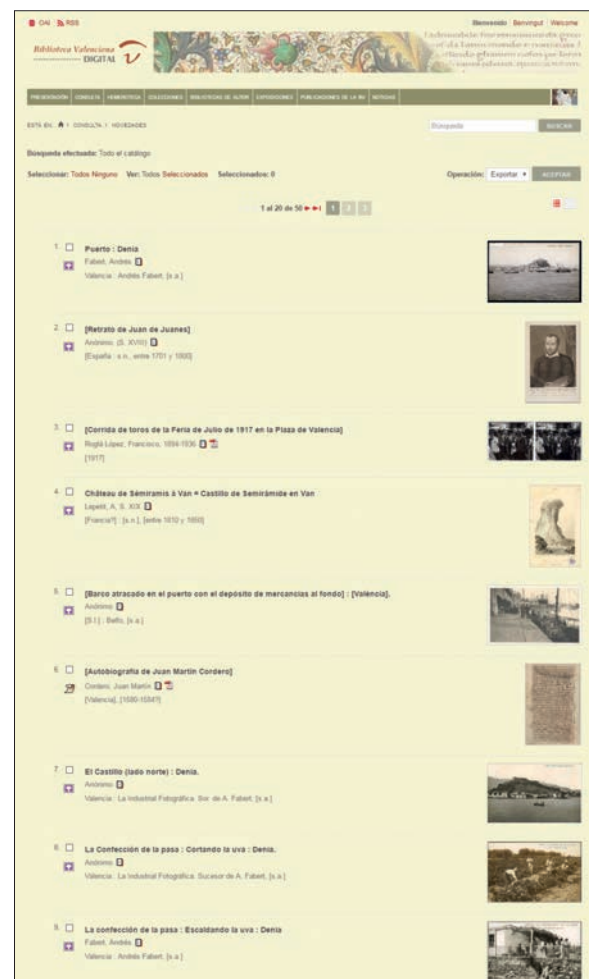 OAI RSS
Bienvenido Benvingut Welcome
Biblioteca Valenciana
DIGITAL
PRESENTACIÓN CONSULTA HEMEROTECA COLECCIONES BIBLIOTECAS DE AUTOR EXPOSICIONES PUBLICACIONES DE LA BV NOTICIAS
ESTÁ EN: > CONSULTA > NOVEDADES
Búsqueda BUSCAR
Búsqueda efectuada: Todo el catálogo
Seleccionar: Todos Ninguno Ver: Todos Seleccionados Seleccionados: 0
Operación: Exportar ACEPTAR
1 al 20 de 50 1 2 3
1. Puerto : Denia
Fabert, Andrés
Valencia : Andrés Fabert, [s.a.]
2. [Retrato de Juan de Juanes]
Anónimo, (S. XVIII)
[España : s.n., entre 1701 y 1800]
3. [Corrida de toros de la Feria de Julio de 1917 en la Plaza de Valencia]
Roglá López, Francisco, 1894-1936
[1917]
4. Château de Sémiramis à Van = Castillo de Semirámide en Van
Lepetit, A, S. XIX
[Francia?] : [s.n.], [entre 1810 y 1850]
5. [Barco atracado en el puerto con el depósito de mercancías al fondo] : [València].
Anónimo
[S.l.] : Bello, [s.a.]
6. [Autobiografía de Juan Martín Cordero]
Cordero, Juan Martín
[Valencia], [1580-1584?]
7. El Castillo (lado norte) : Denia.
Anónimo
Valencia : La Industrial Fotográfica. Sor. de A. Fabert, [s.a.]
8. La Confección de la pasa : Cortando la uva : Denia.
Anónimo
Valencia : La Industrial Fotográfica. Sucesor de A. Fabert, [s.a.]
9. La confección de la pasa : Escaldando la uva : Denia
Fabert, Andrés
Valencia : Andrés Fabert, [s.a.]